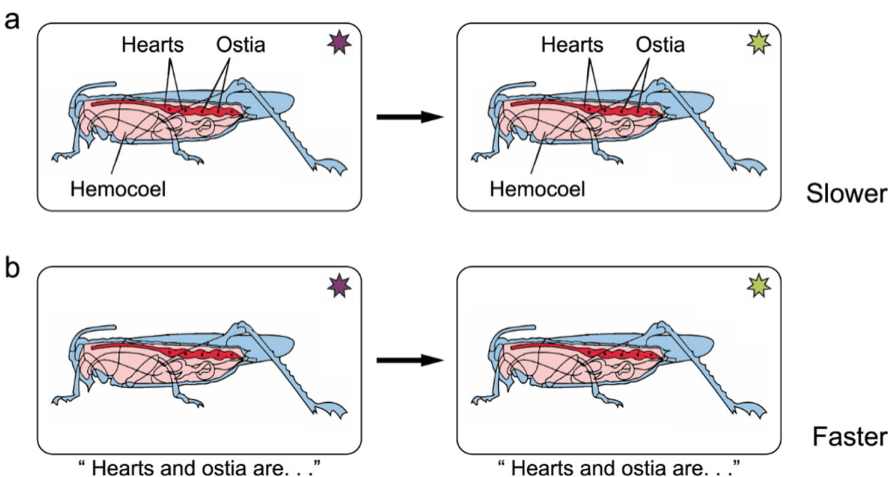 a
Hearts Ostia
Hearts Ostia
Hemocoel
Hemocoel
Slower
b
Faster
“ Hearts and ostia are. . .”
“ Hearts and ostia are. . .”